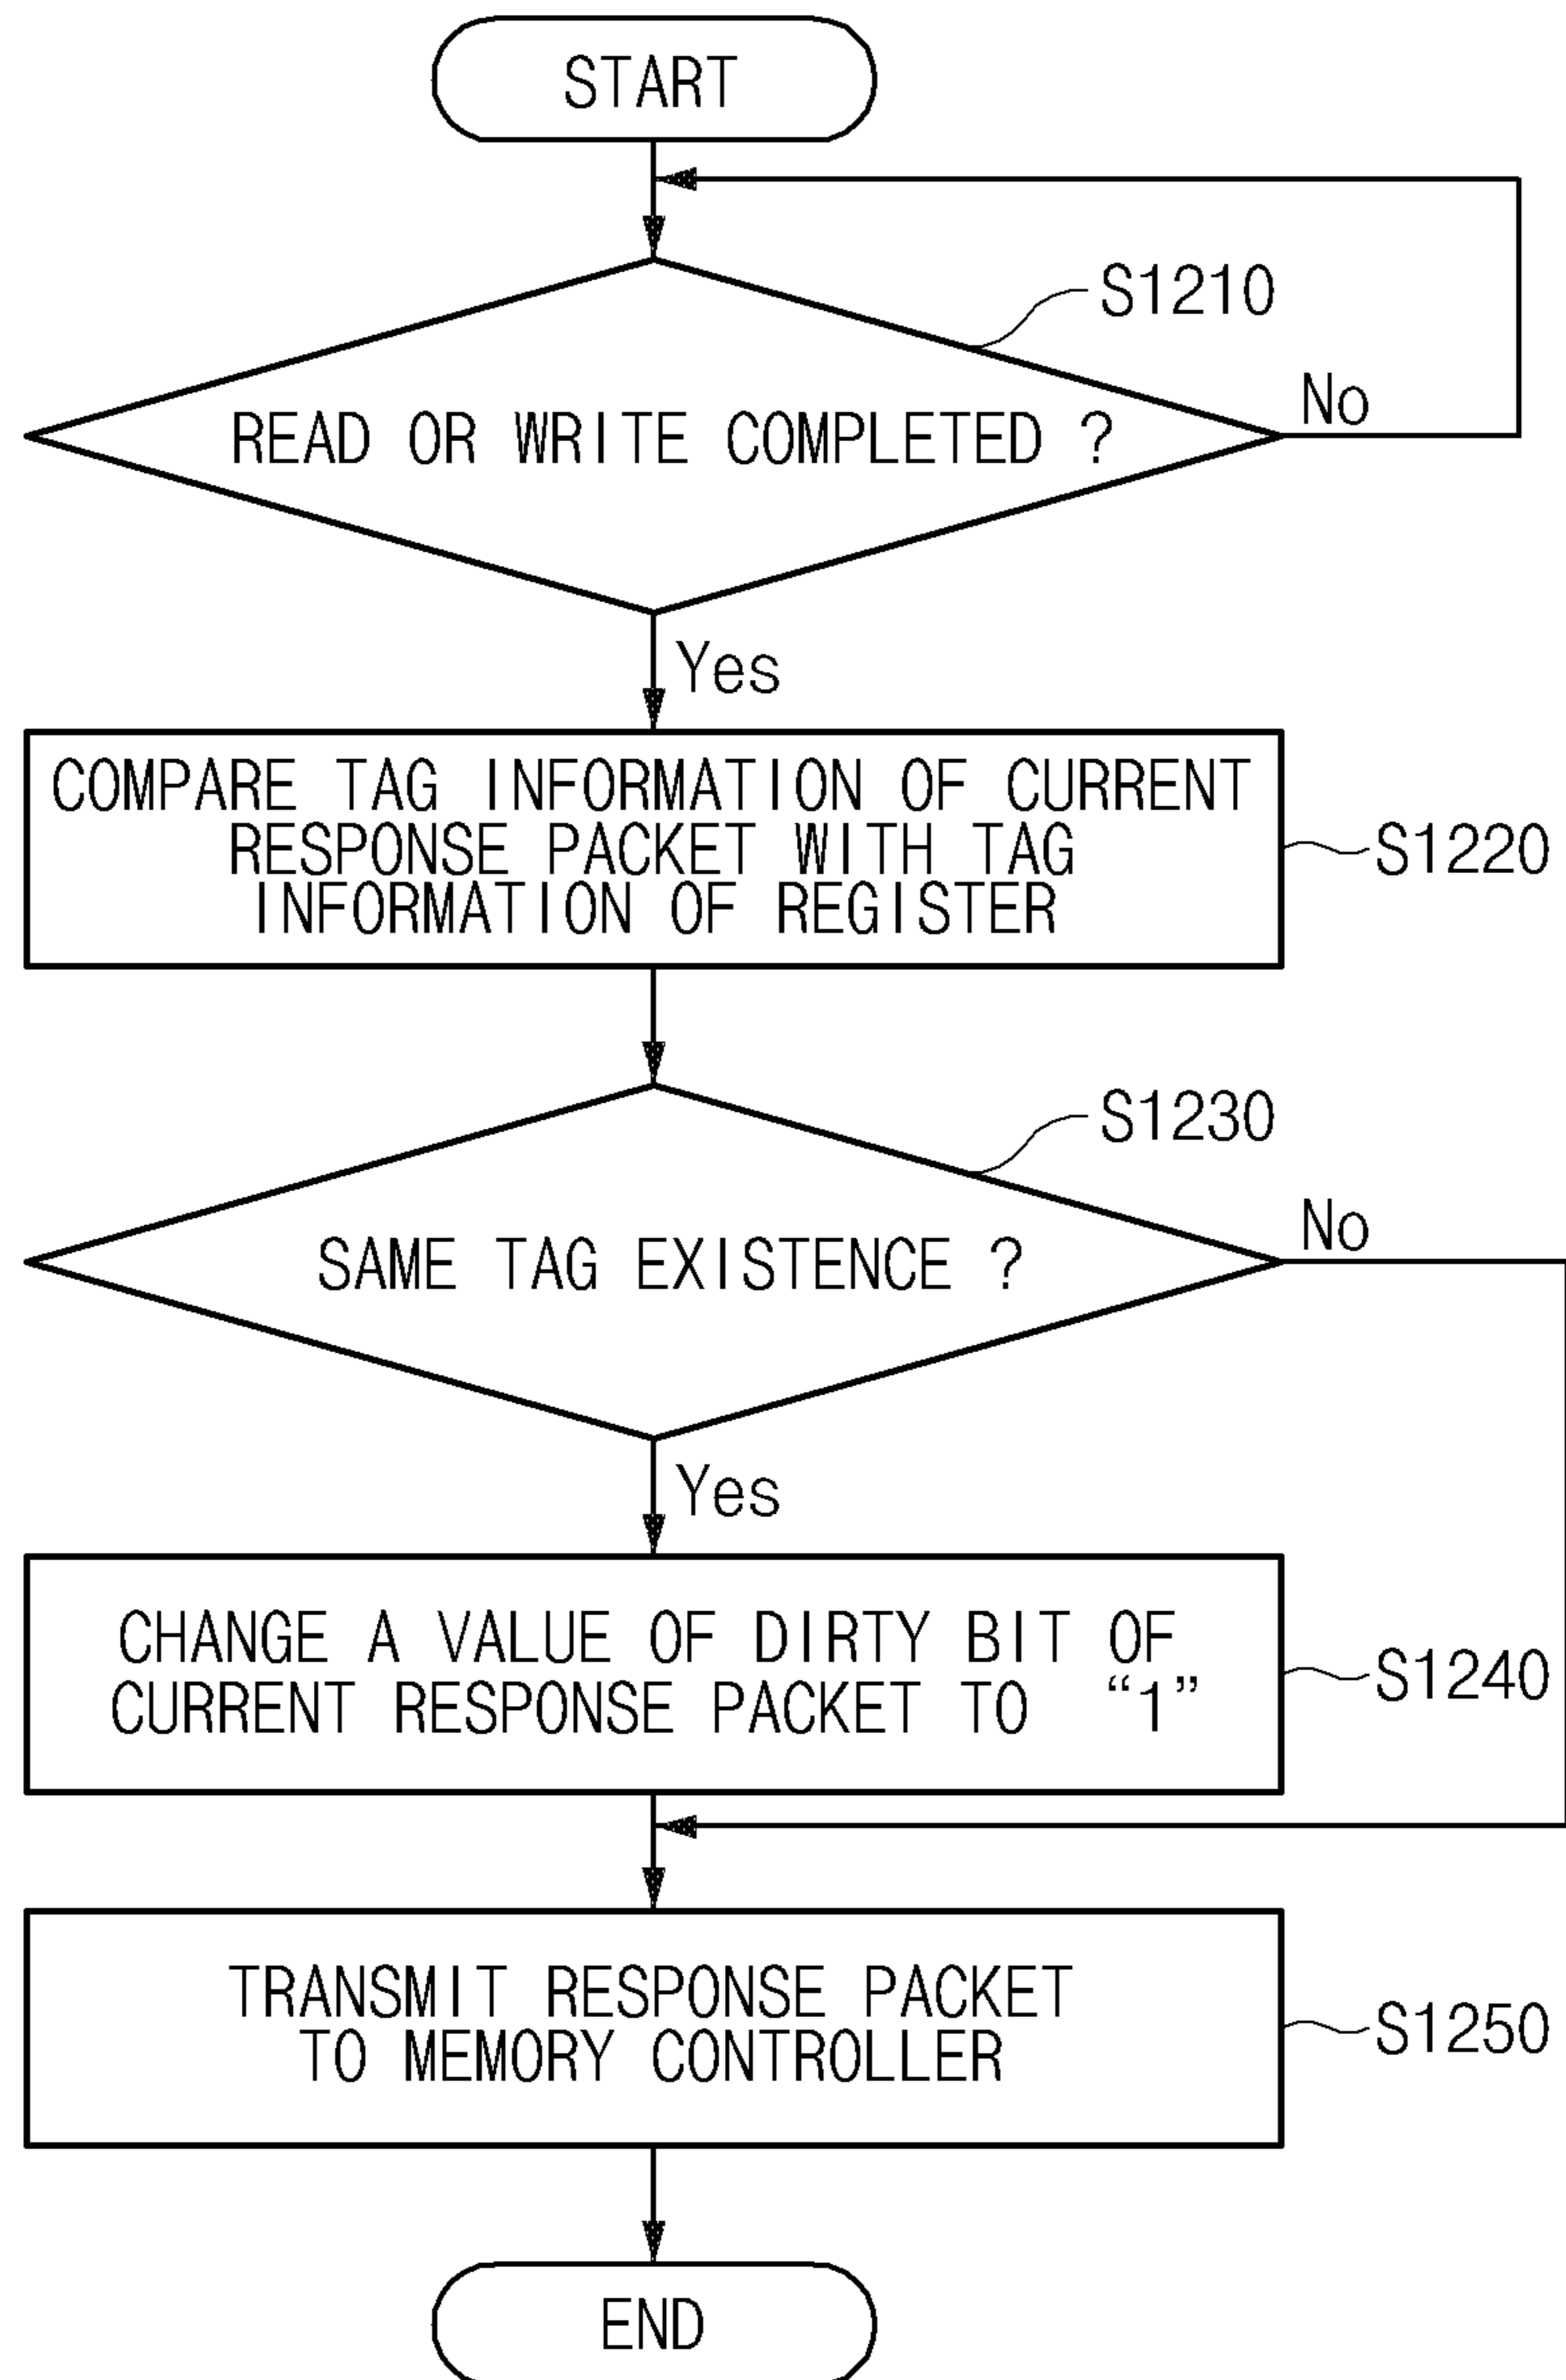 START
S1210
READ OR WRITE COMPLETED ?
No
Yes
COMPARE TAG INFORMATION OF CURRENT
RESPONSE PACKET WITH TAG
INFORMATION OF REGISTER
S1220
S1230
SAME TAG EXISTENCE ?
No
Yes
CHANGE A VALUE OF DIRTY BIT OF
CURRENT RESPONSE PACKET TO “1”
S1240
TRANSMIT RESPONSE PACKET
TO MEMORY CONTROLLER
S1250
END